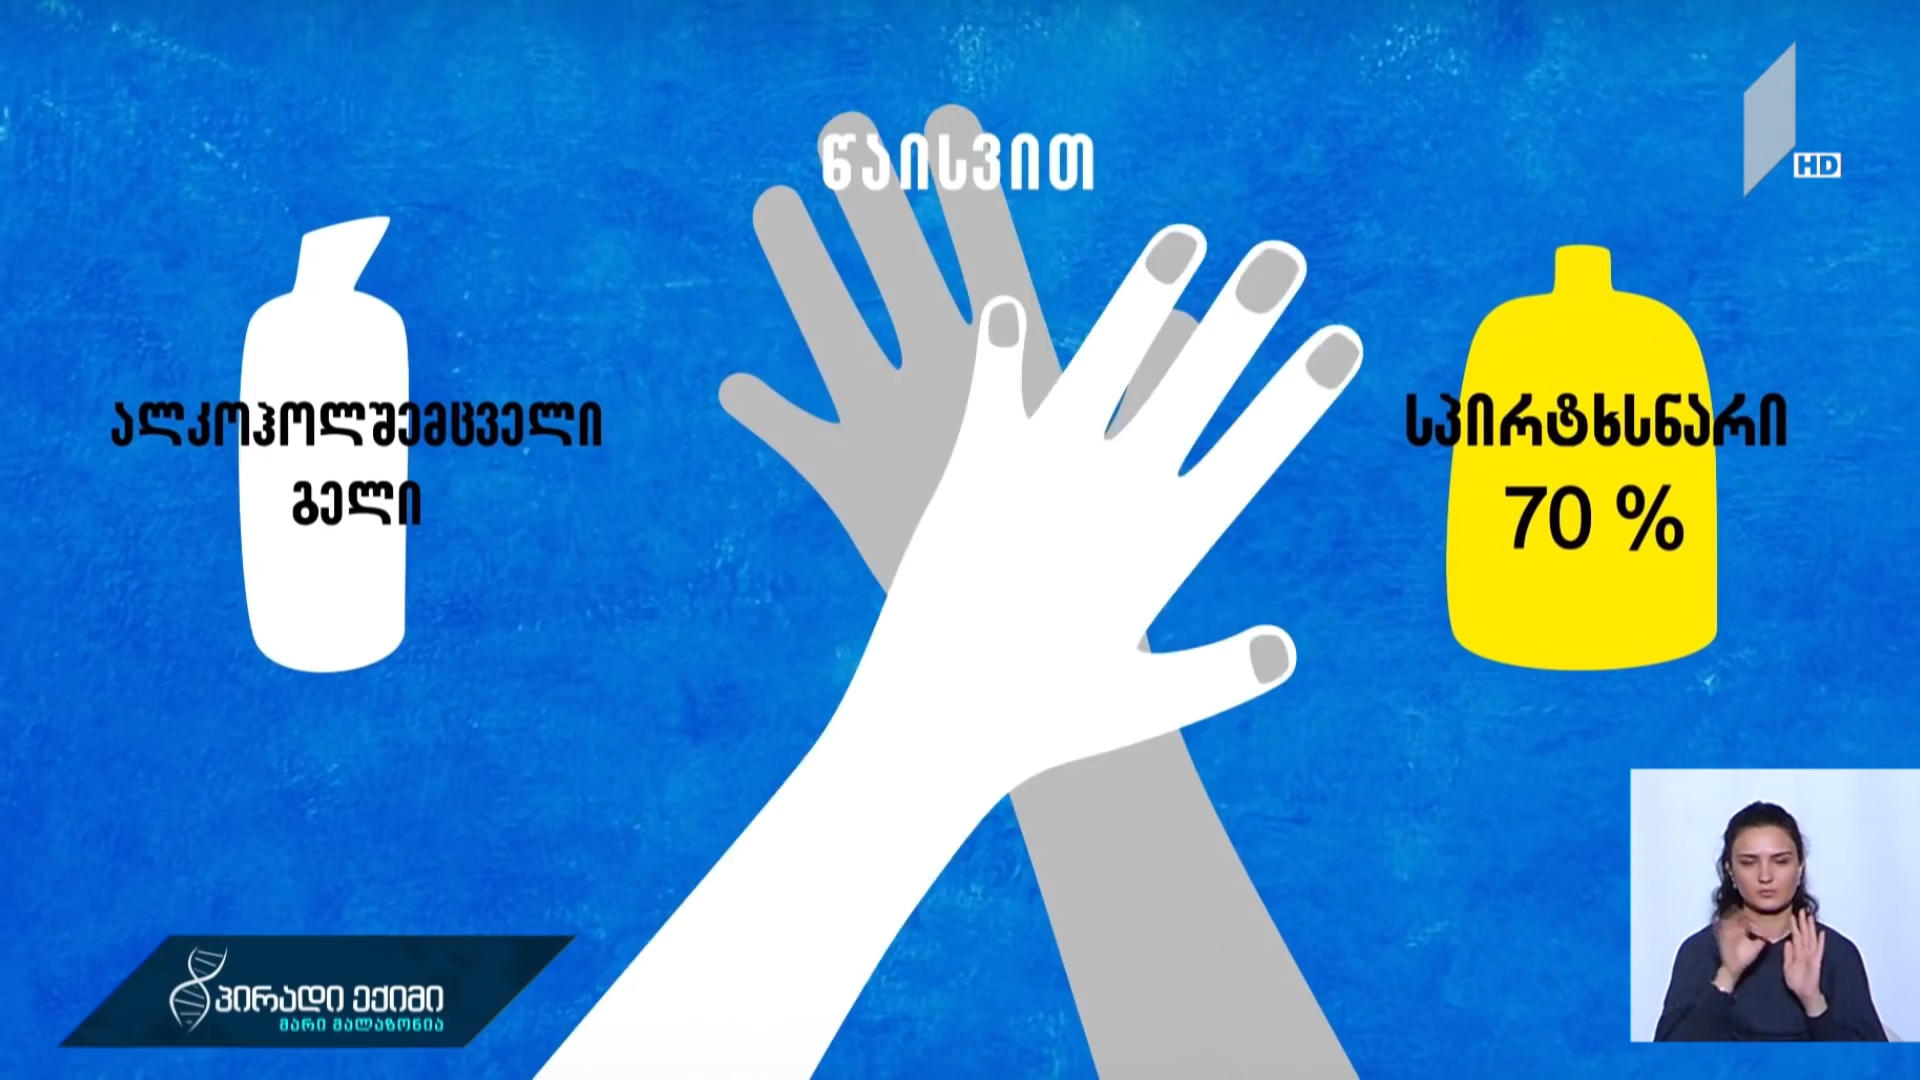 წაისვით
HD
ალკოჰოლშემცველი
გელი
სპირტხსნარი
70 %
პირადი ექიმი
მარი მალაზონია